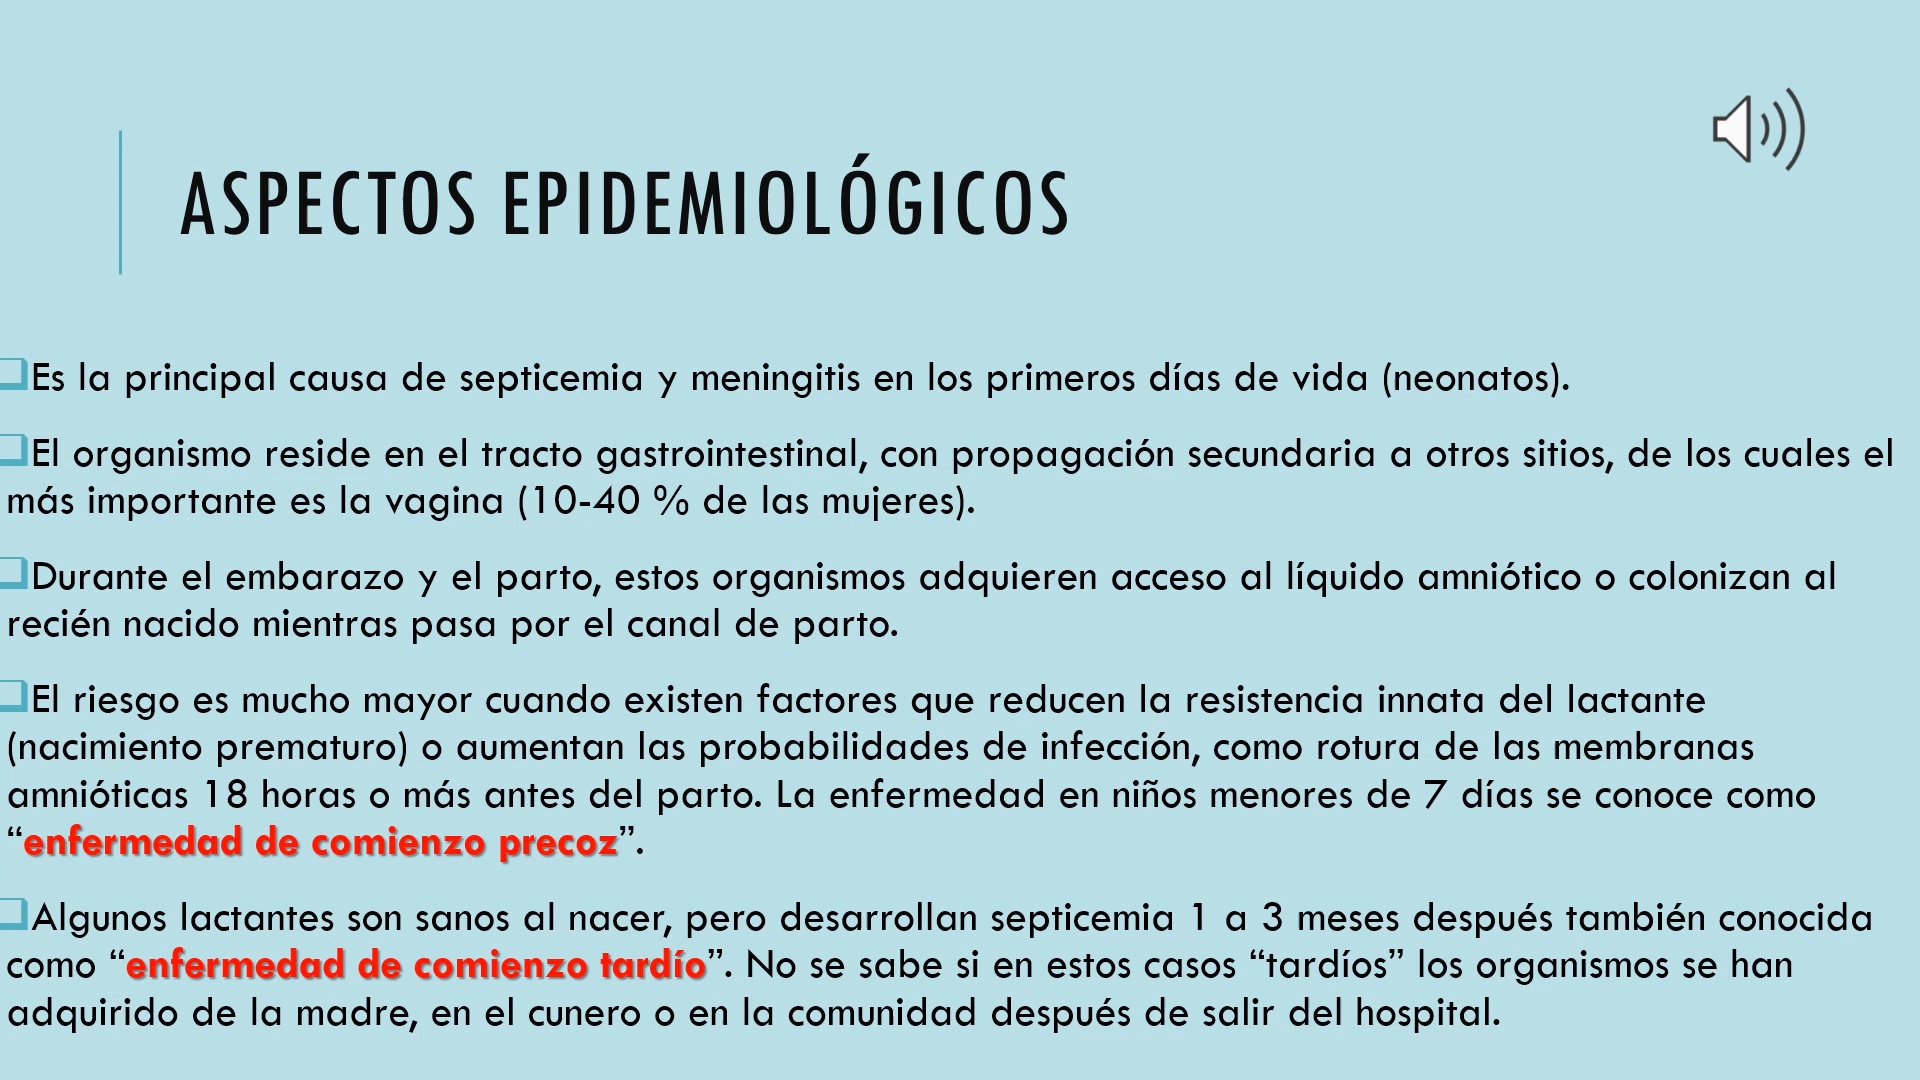 ASPECTOS EPIDEMIOLÓGICOS
Es la principal causa de septicemia y meningitis en los primeros días de vida (neonatos).
El organismo reside en el tracto gastrointestinal, con propagación secundaria a otros sitios, de los cuales el
más importante es la vagina (10-40 % de las mujeres).
Durante el embarazo y el parto, estos organismos adquieren acceso al líquido amniótico o colonizan al
recién nacido mientras pasa por el canal de parto.
El riesgo es mucho mayor cuando existen factores que reducen la resistencia innata del lactante
(nacimiento prematuro) o aumentan las probabilidades de infección, como rotura de las membranas
amnióticas 18 horas o más antes del parto. La enfermedad en niños menores de 7 días se conoce como
“enfermedad de comienzo precoz”.
Algunos lactantes son sanos al nacer, pero desarrollan septicemia 1 a 3 meses después también conocida
como “enfermedad de comienzo tardío”. No se sabe si en estos casos “tardíos” los organismos se han
adquirido de la madre, en el cunero o en la comunidad después de salir del hospital.